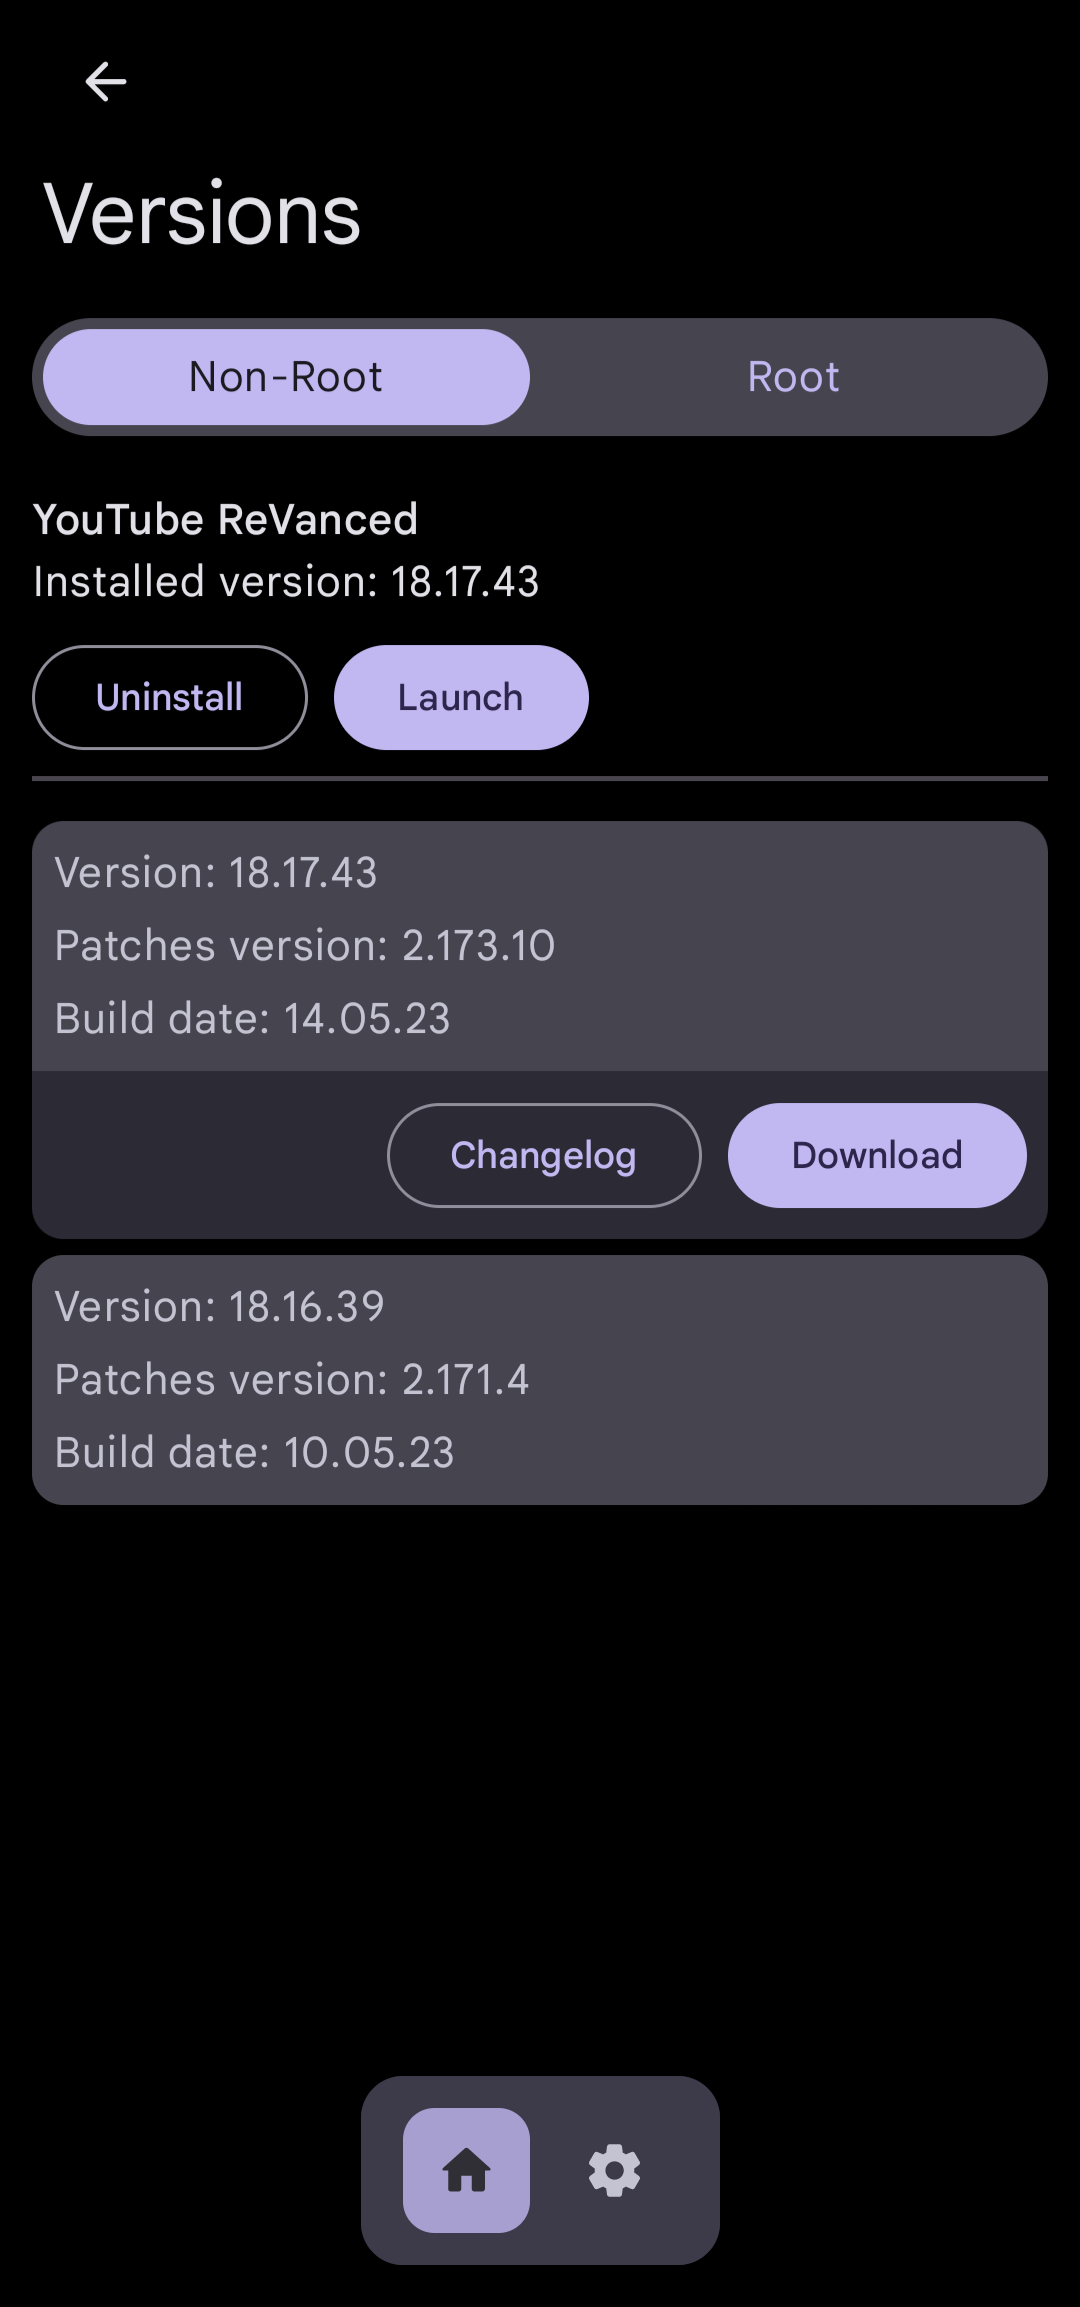 Versions
Non-Root
Root
YouTube ReVanced
Installed version: 18.17.43
Uninstall
Launch
Version: 18.17.43
Patches version: 2.173.10
Build date: 14.05.23
Changelog
Download
Version: 18.16.39
Patches version: 2.171.4
Build date: 10.05.23